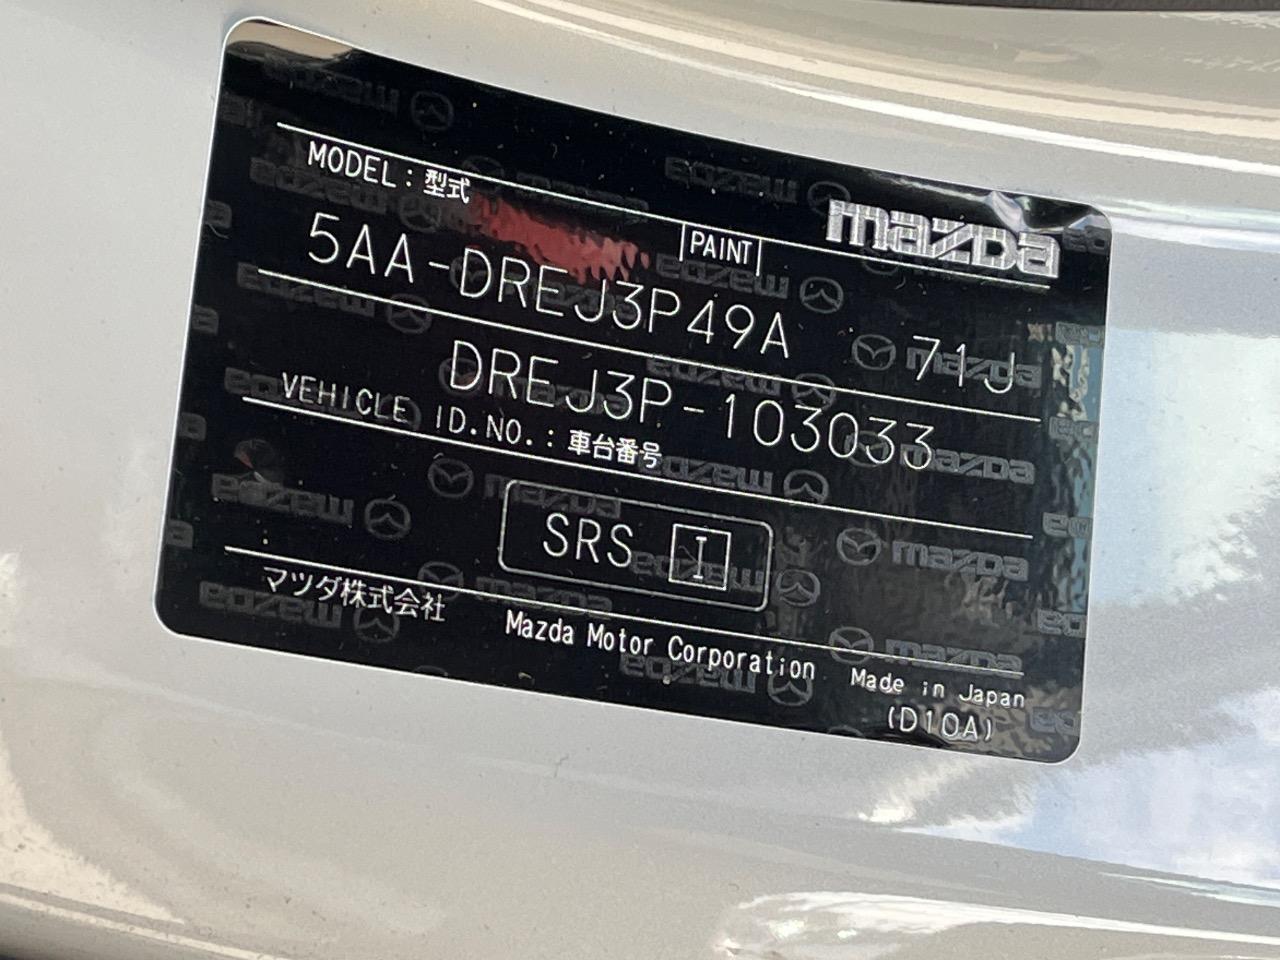 mazda
MODEL : 型式
PAINT
5AA-DREJ3P49A 71J
DREJ3P-103033
VEHICLE ID.NO. : 車台番号
SRS I
マツダ株式会社 Mazda Motor Corporation Made in Japan
(D10A)